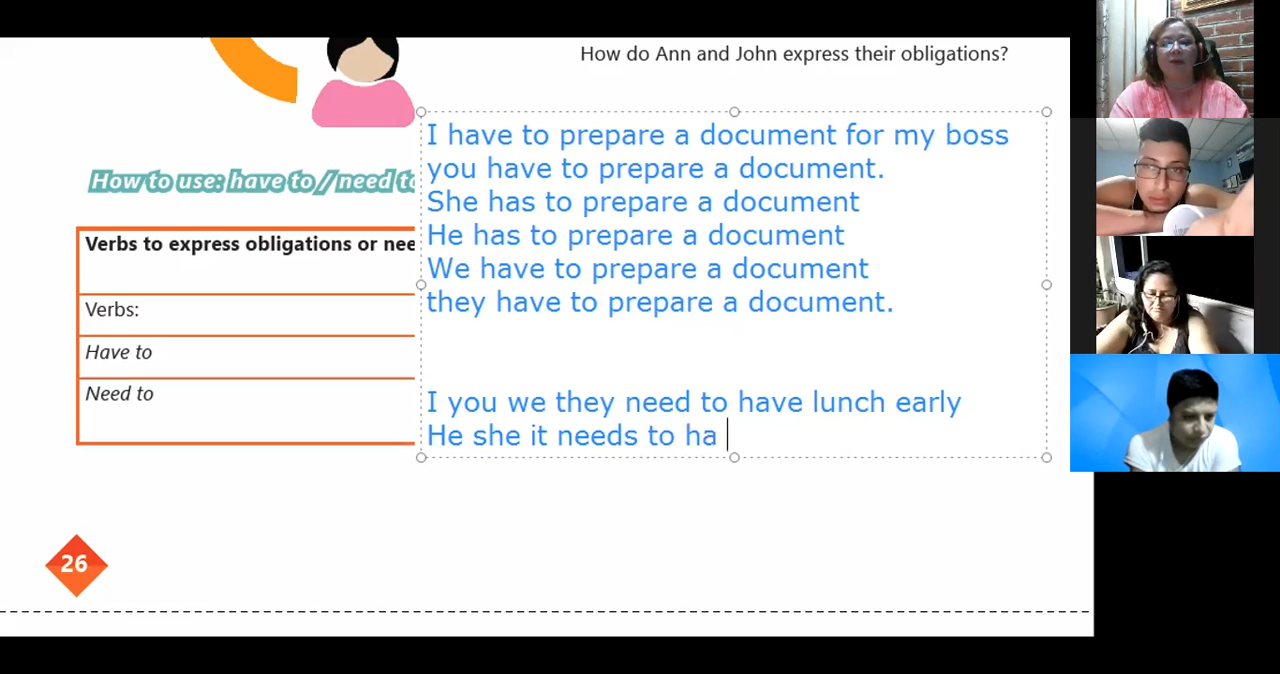 How do Ann and John express their obligations?
I have to prepare a document for my boss
you have to prepare a document.
She has to prepare a document
He has to prepare a document
We have to prepare a document
they have to prepare a document.
I you we they need to have lunch early
He she it needs to ha
How to use: have to / need to
Verbs to express obligations or nee
Verbs:
Have to
Need to
26